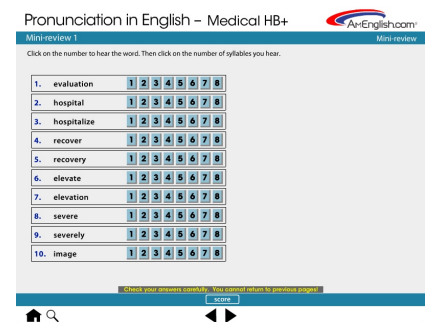 Pronunciation in English – Medical HB+
AMEnglish.com®
Mini-review 1
Mini-review
Click on the number to hear the word. Then click on the number of syllables you hear.
1. evaluation 1 2 3 4 5 6 7 8
2. hospital 1 2 3 4 5 6 7 8
3. hospitalize 1 2 3 4 5 6 7 8
4. recover 1 2 3 4 5 6 7 8
5. recovery 1 2 3 4 5 6 7 8
6. elevate 1 2 3 4 5 6 7 8
7. elevation 1 2 3 4 5 6 7 8
8. severe 1 2 3 4 5 6 7 8
9. severely 1 2 3 4 5 6 7 8
10. image 1 2 3 4 5 6 7 8
Check your answers carefully. You cannot return to previous pages!
score